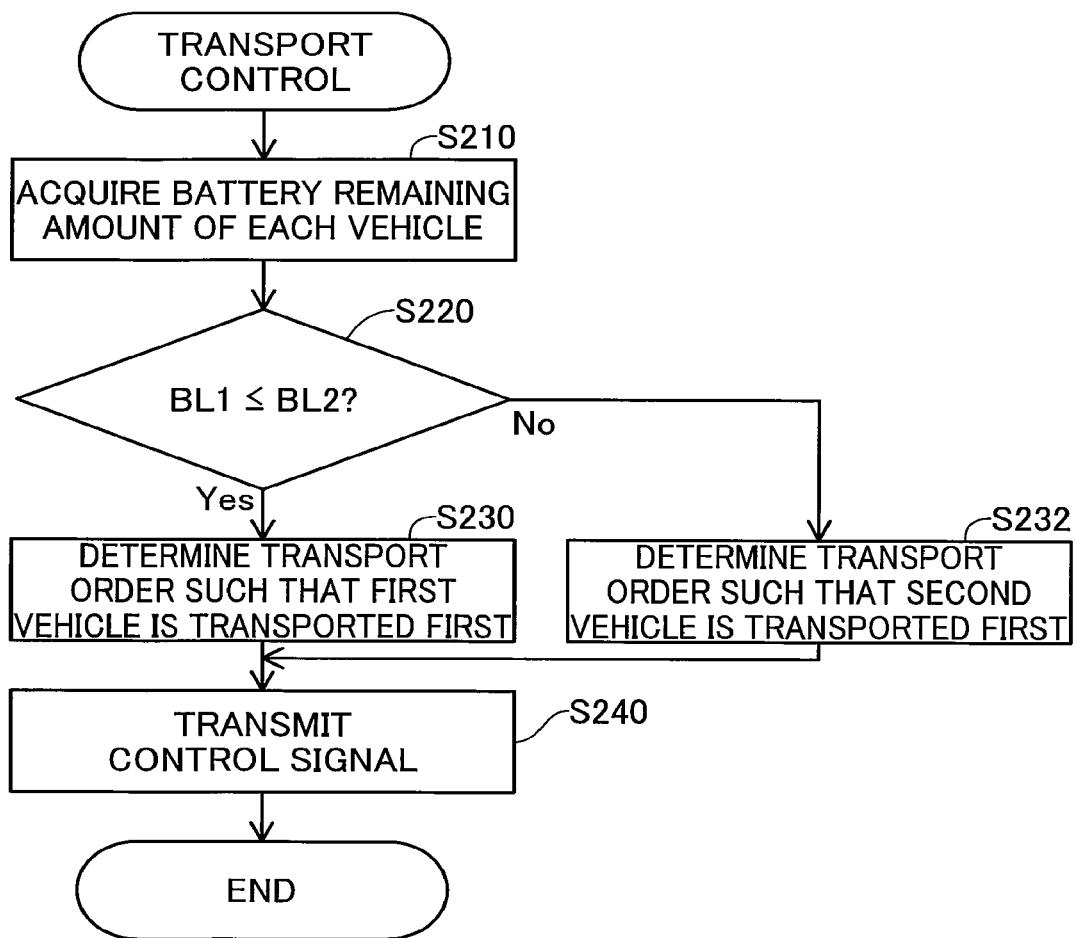 TRANSPORT
CONTROL
S210
ACQUIRE BATTERY REMAINING
AMOUNT OF EACH VEHICLE
S220
BL1 ≦ BL2?
No
Yes
S230
DETERMINE TRANSPORT
ORDER SUCH THAT FIRST
VEHICLE IS TRANSPORTED FIRST
S232
DETERMINE TRANSPORT
ORDER SUCH THAT SECOND
VEHICLE IS TRANSPORTED FIRST
S240
TRANSMIT
CONTROL SIGNAL
END